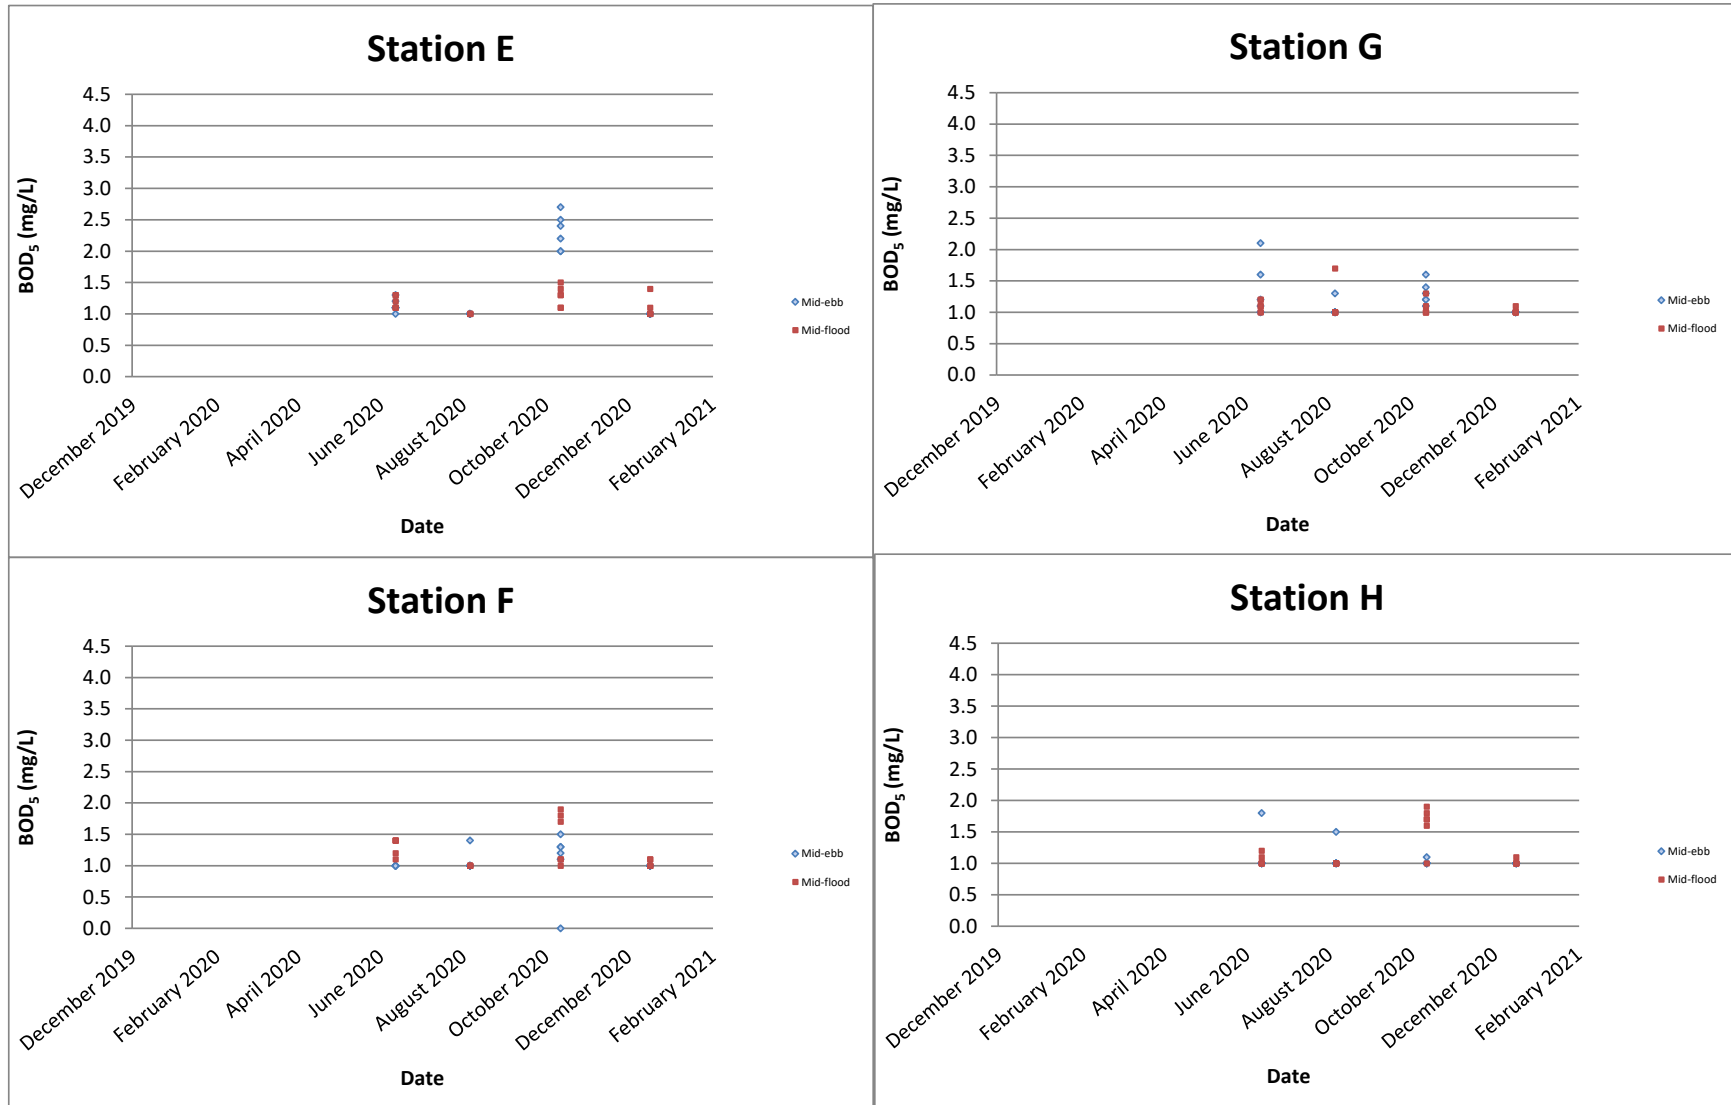 Station E
4.5
4.0
3.5
3.0
2.5
2.0
1.5
1.0
0.5
0.0
BOD5 (mg/L)
December 2019
February 2020
April 2020
June 2020
August 2020
October 2020
December 2020
February 2021
Date
Mid-ebb
Mid-flood
Station G
4.5
4.0
3.5
3.0
2.5
2.0
1.5
1.0
0.5
0.0
BOD5 (mg/L)
December 2019
February 2020
April 2020
June 2020
August 2020
October 2020
December 2020
February 2021
Date
Mid-ebb
Mid-flood
Station F
4.5
4.0
3.5
3.0
2.5
2.0
1.5
1.0
0.5
0.0
BOD5 (mg/L)
December 2019
February 2020
April 2020
June 2020
August 2020
October 2020
December 2020
February 2021
Date
Mid-ebb
Mid-flood
Station H
4.5
4.0
3.5
3.0
2.5
2.0
1.5
1.0
0.5
0.0
BOD5 (mg/L)
December 2019
February 2020
April 2020
June 2020
August 2020
October 2020
December 2020
February 2021
Date
Mid-ebb
Mid-flood